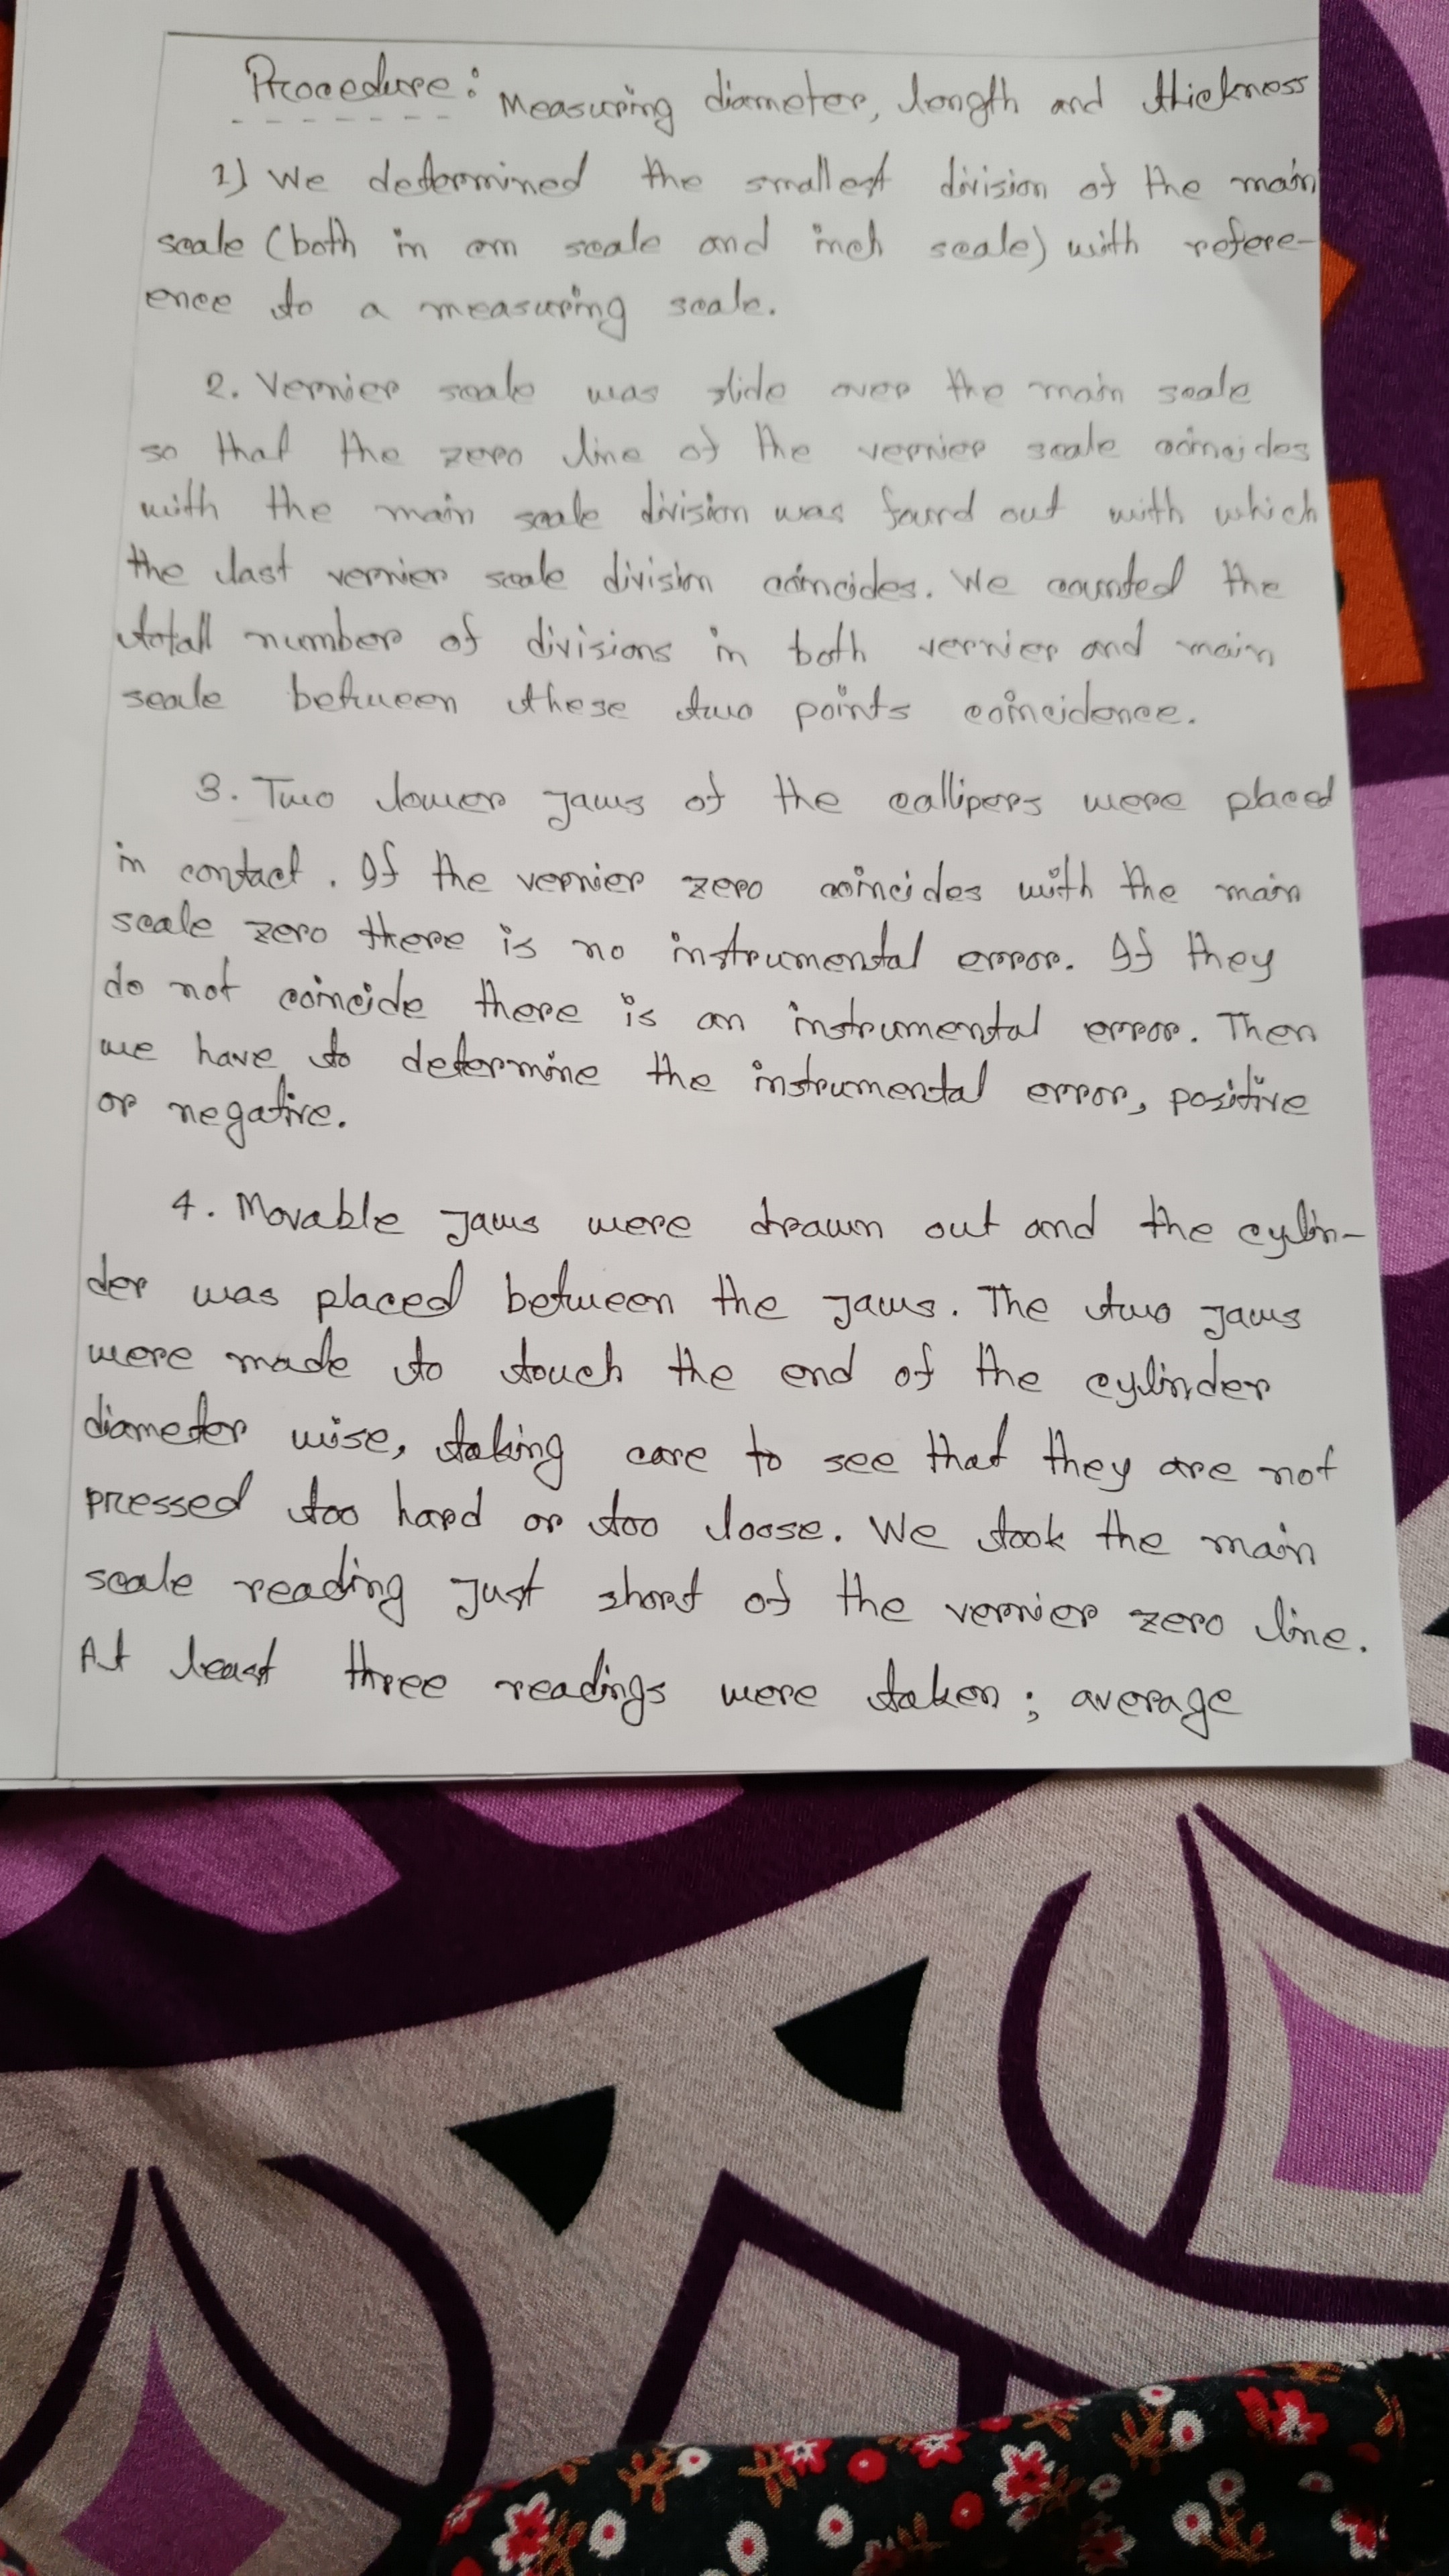 Procedure: Measuring diameter, length and thickness
1) We determined the smallest division of the main
scale (both in cm scale and inch scale) with refere-
ence to a measuring scale.
2. Vernier scale was slide over the main scale
so that the zero line of the vernier scale coincides
with the main scale division was found out with which
the last vernier scale division coincides. We counted the
totall number of divisions in both vernier and main
scale between these two points coincidence.
3. Two lower jaws of the callipers were placed
in contact. If the vernier zero coincides with the main
scale zero there is no instrumental error. If they
do not coincide there is an instrumental error. Then
we have to determine the instrumental error, positive
or negative.
4. Movable jaws were drawn out and the cylin-
der was placed between the jaws. The two jaws
were made to touch the end of the cylinder
diameter wise, taking care to see that they are not
pressed too hard or too loose. We took the main
scale reading just short of the vernier zero line.
At least three readings were taken; average